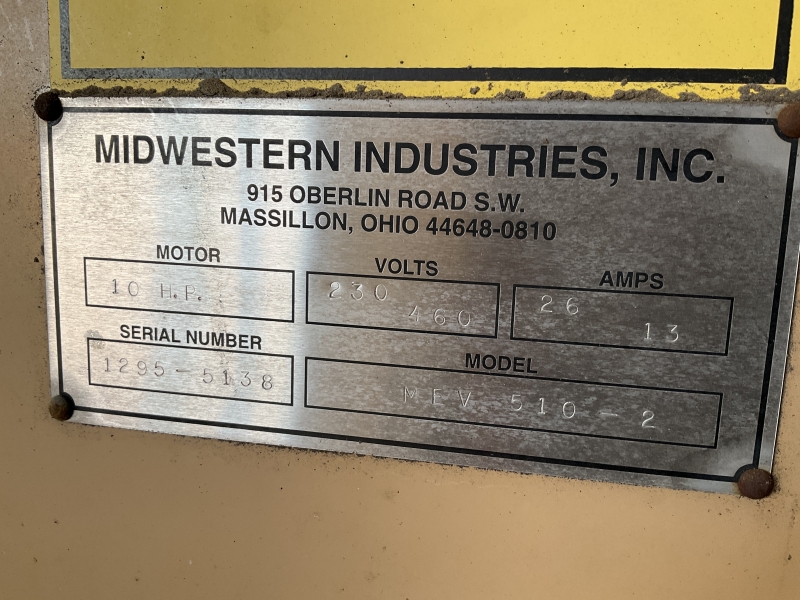 MIDWESTERN INDUSTRIES, INC.
915 OBERLIN ROAD S.W.
MASSILLON, OHIO 44648-0810
MOTOR VOLTS AMPS
10 H.P. 230 26
460 13
SERIAL NUMBER MODEL
1295-5138 MEV 510-2